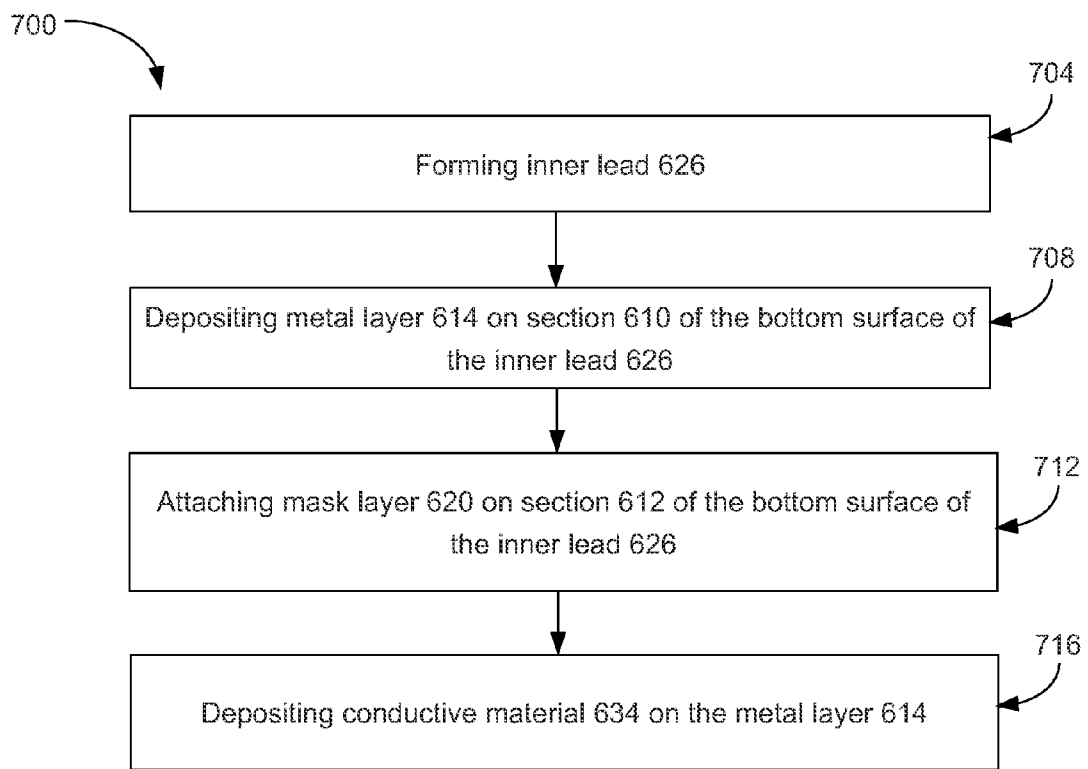 700
704
Forming inner lead 626
708
Depositing metal layer 614 on section 610 of the bottom surface of
the inner lead 626
712
Attaching mask layer 620 on section 612 of the bottom surface of
the inner lead 626
716
Depositing conductive material 634 on the metal layer 614